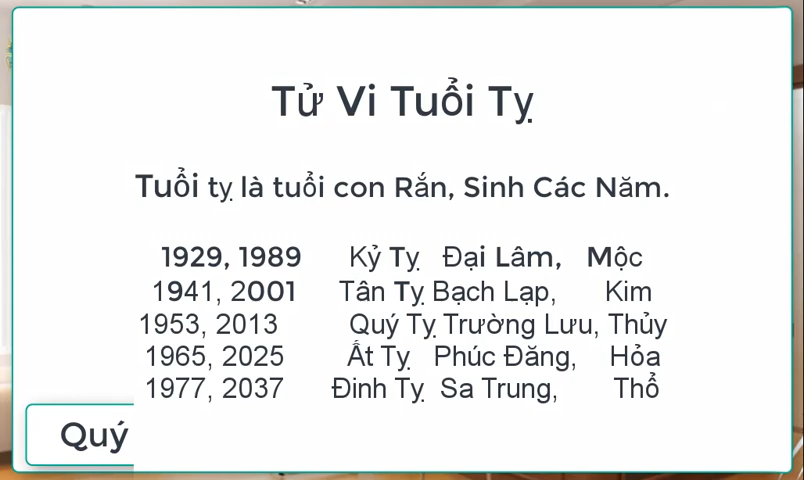 Tử Vi Tuổi Tỵ
Tuổi tỵ là tuổi con Rắn, Sinh Các Năm.
1929, 1989 Kỷ Tỵ Đại Lâm, Mộc
1941, 2001 Tân Tỵ Bạch Lạp, Kim
1953, 2013 Quý Tỵ Trường Lưu, Thủy
1965, 2025 Ất Tỵ Phúc Đăng, Hỏa
1977, 2037 Đinh Tỵ Sa Trung, Thổ
Quý